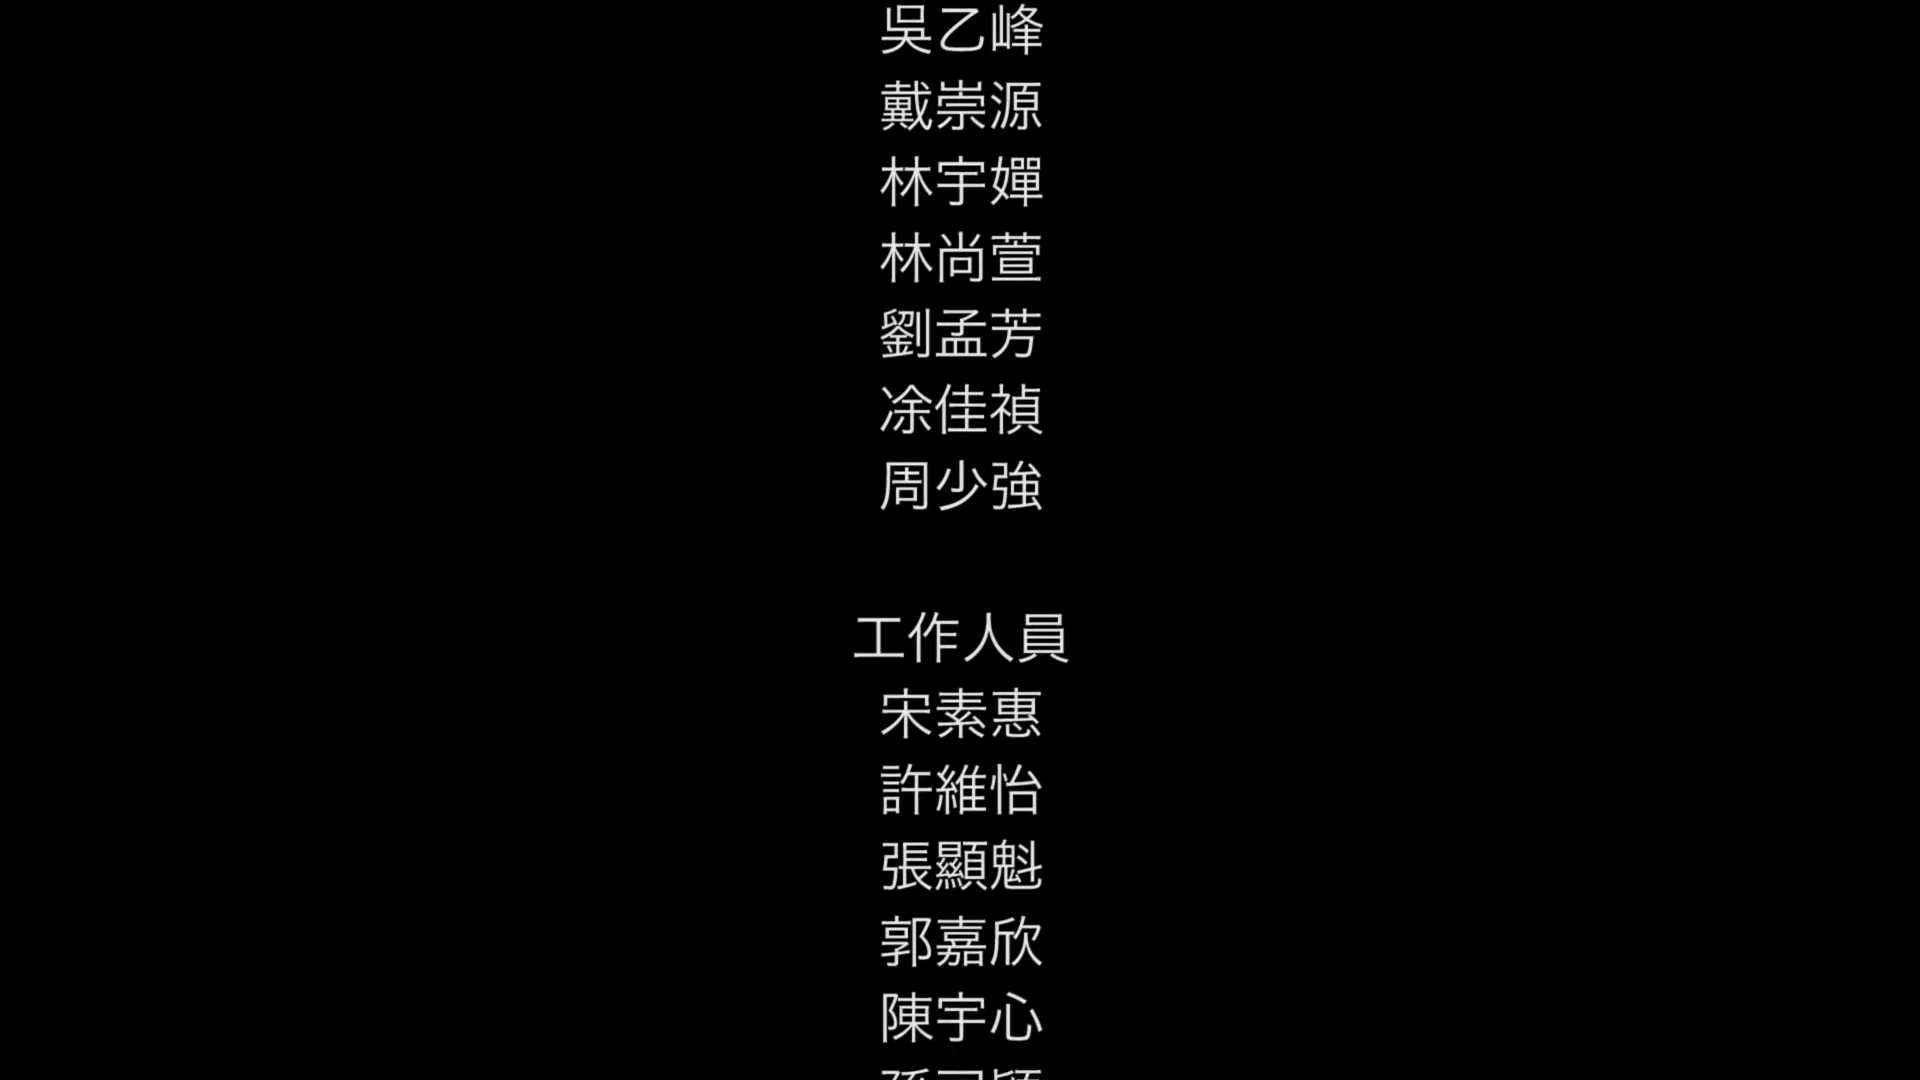 吳乙峰
戴崇源
林宇嬋
林尚萱
劉孟芳
凃佳禎
周少強
工作人員
宋素惠
許維怡
張顯魁
郭嘉欣
陳宇心